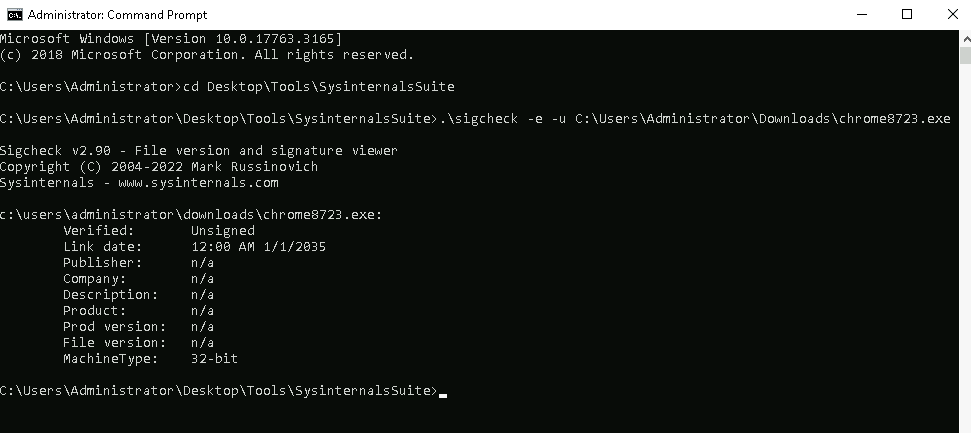 Administrator: Command Prompt
Microsoft Windows [Version 10.0.17763.3165]
(c) 2018 Microsoft Corporation. All rights reserved.
C:\Users\Administrator>cd Desktop\Tools\SysinternalsSuite
C:\Users\Administrator\Desktop\Tools\SysinternalsSuite>.\sigcheck -e -u C:\Users\Administrator\Downloads\chrome8723.exe
Sigcheck v2.90 - File version and signature viewer
Copyright (C) 2004-2022 Mark Russinovich
Sysinternals - www.sysinternals.com
c:\users\administrator\downloads\chrome8723.exe:
Verified: Unsigned
Link date: 12:00 AM 1/1/2035
Publisher: n/a
Company: n/a
Description: n/a
Product: n/a
Prod version: n/a
File version: n/a
MachineType: 32-bit
C:\Users\Administrator\Desktop\Tools\SysinternalsSuite>